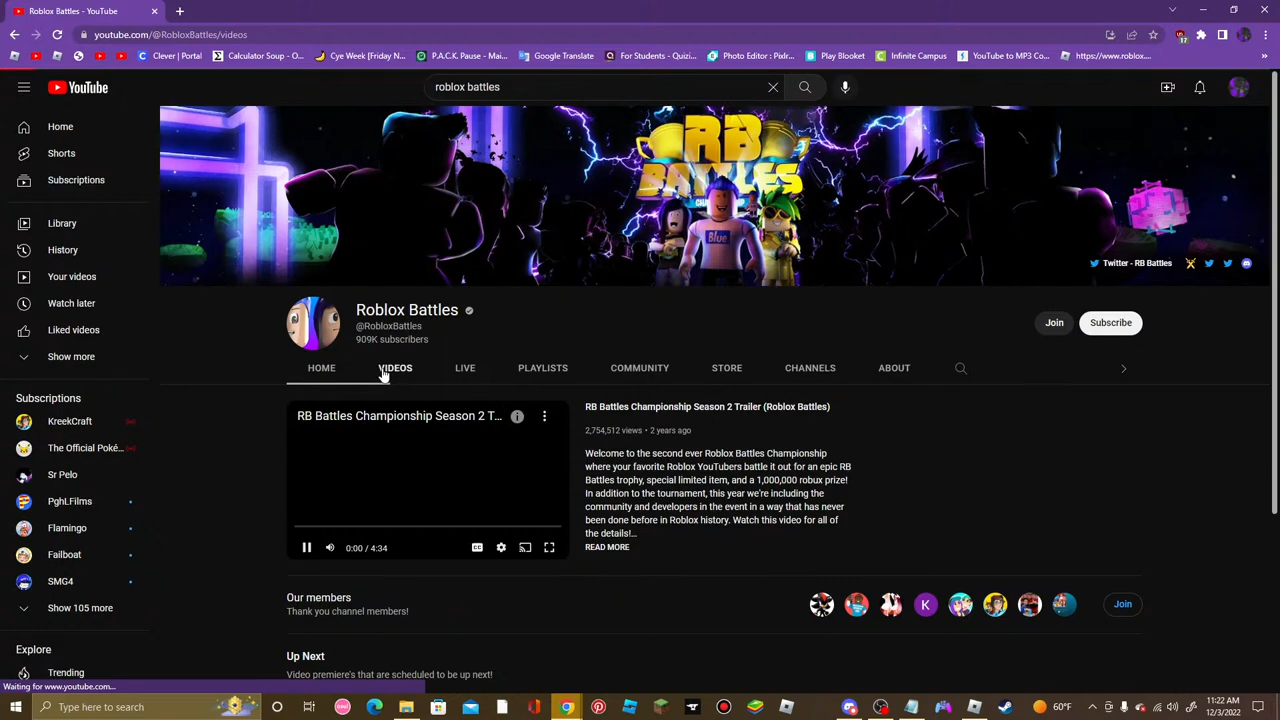 Roblox Battles - YouTube
youtube.com/@RobloxBattles/videos
17
Clever | Portal
Calculator Soup - O...
Cye Week [Friday N...
P.A.C.K. Pause - Mai...
Google Translate
For Students - Quizi...
Photo Editor : Pixlr...
Play Blooket
Infinite Campus
YouTube to MP3 Co...
https://www.roblox...
YouTube
roblox battles
Home
Shorts
Subscriptions
Library
History
Your videos
Watch later
Liked videos
Show more
Subscriptions
KreekCraft
The Official Poké...
Sr Pelo
PghLFilms
Flamingo
Failboat
SMG4
Show 105 more
Explore
Trending
RB
BATTLES
Blue
Twitter - RB Battles
Roblox Battles
@RobloxBattles
909K subscribers
Join
Subscribe
HOME
VIDEOS
LIVE
PLAYLISTS
COMMUNITY
STORE
CHANNELS
ABOUT
RB Battles Championship Season 2 T...
0:00 / 4:34
RB Battles Championship Season 2 Trailer (Roblox Battles)
2,754,512 views • 2 years ago
Welcome to the second ever Roblox Battles Championship
where your favorite Roblox YouTubers battle it out for an epic RB
Battles trophy, special limited item, and a 1,000,000 robux prize!
In addition to the tournament, this year we're including the
community and developers in the event in a way that has never
been done before in Roblox history. Watch this video for all of
the details!...
READ MORE
Our members
Thank you channel members!
K
Join
Up Next
Video premiere's that are scheduled to be up next!
Waiting for www.youtube.com...
Type here to search
60°F
11:22 AM
12/3/2022